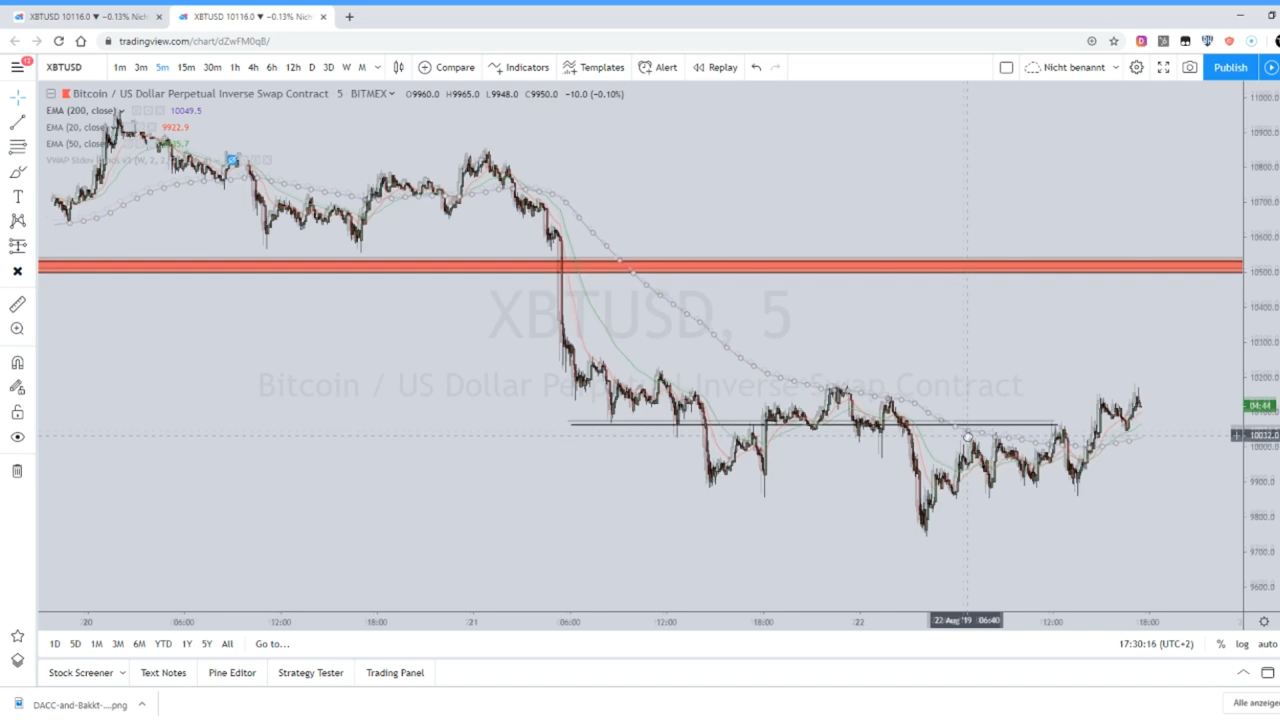 XBTUSD 10116.0 ▼ −0.13% Nich
XBTUSD 10116.0 ▼ −0.13% Nich
tradingview.com/chart/dZwFM0qB/
XBTUSD 1m 3m 5m 15m 30m 1h 4h 6h 12h D 3D W M Compare Indicators Templates Alert Replay Nicht benannt Publish
Bitcoin / US Dollar Perpetual Inverse Swap Contract 5 BITMEX O9960.0 H9965.0 L9948.0 C9950.0 −10.0 (−0.10%)
EMA (200, close) 10049.5
EMA (20, close) 9922.9
EMA (50, close)
XBTUSD, 5
Bitcoin / US Dollar Perpetual Inverse Swap Contract
11000.0
10900.0
10800.0
10700.0
10600.0
10500.0
10400.0
10300.0
10200.0
04:44
10032.0
10000.0
9900.0
9800.0
9700.0
9600.0
20 06:00 12:00 18:00 06:00 12:00 18:00 22 22 Aug '19 06:40 12:00 18:00
1D 5D 1M 3M 6M YTD 1Y 5Y All Go to... 17:30:16 (UTC+2) % log auto
Stock Screener Text Notes Pine Editor Strategy Tester Trading Panel
DACC-and-Bakkt-....png Alle anzeigen